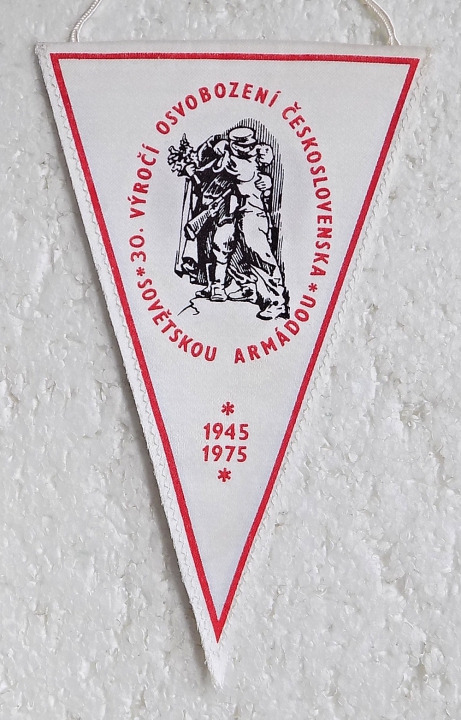 *30. VÝROČÍ OSVOBOZENÍ ČESKOSLOVENSKA*
SOVĚTSKOU ARMÁDOU
*
1945
1975
*